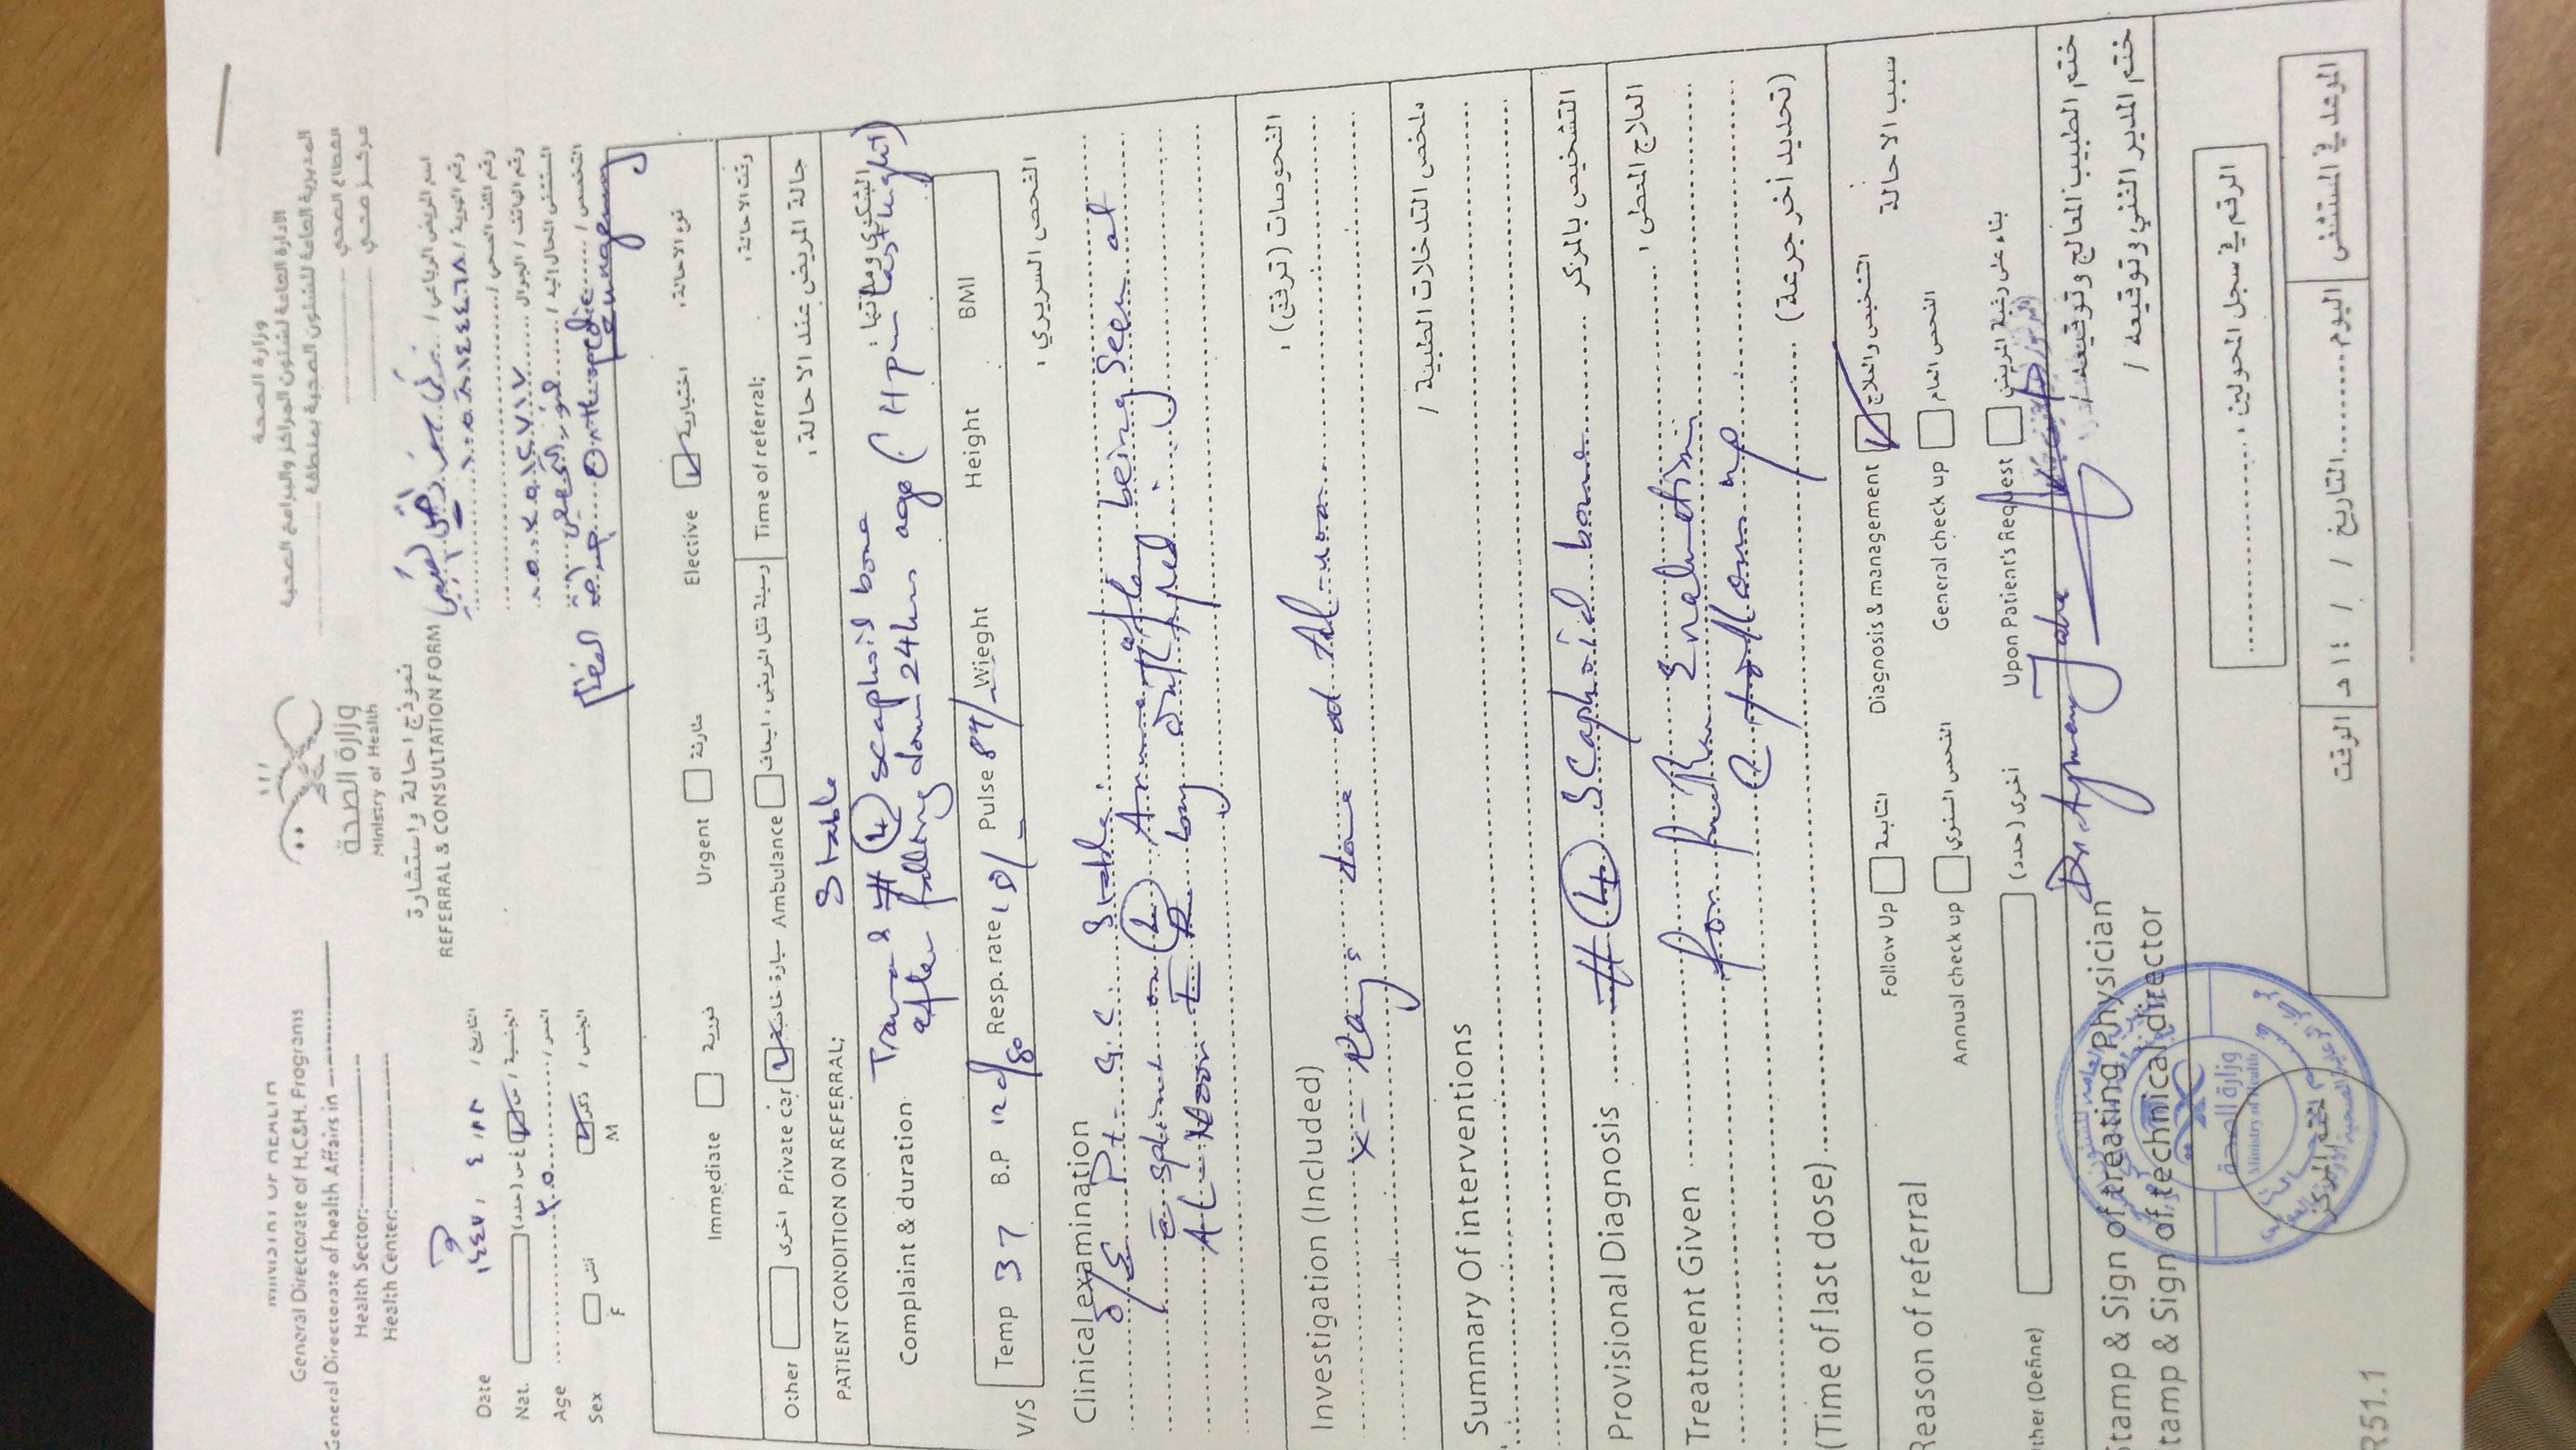 MINISTRY OF HEALTH
General Directorate of H.C&H. Programs
General Directorate of health Affairs in
Health Sector:
Health Center:
وزارة الصحة
Ministry of Health
نموذج احالة واستشارة
REFERRAL & CONSULTATION FORM
وزارة الصحة
الادارة العامة لشئون المراكز والبرامج الصحية
المديرية العامة للشئون الصحية بمنطقة
القطاع الصحي
مركز صحي
اسم المريض الرباعي /
رقم الهوية / ١٠٥٨١٤٤٤٦٨
رقم الملف الصحي /
رقم الهاتف / الجوال
المستشفى المحال إليه / التخصصي
التخصص / Orthopedic جراحة العظام
Surgery
Date ١٤٤٧ / ٤ / التاريخ /
Nat. غ س (حدد) س الجنسية /
Age ٣٥ العمر /
Sex أنثى ذكر الجنس /
F M
Immediate فورية Urgent طارئة Elective اختيارية نوع الاحالة :
Other اخرى Private car سيارة خاصة Ambulance اسعاف وسيلة نقل المريض : Time of referral; وقت الاحالة :
PATIENT CONDITION ON REFERRAL; Stable حالة المريض عند الاحالة :
الشكوى ومدتها :
Complaint & duration # (L) scaphoid bone
after falling down 24 hrs ago ( 11 pm last night)
V/S Temp 37 B.P 120/80 Resp. rate 18/ Pulse 84/ Wieght Height BMI
Clinical examination الفحص السريري :
O/E Pt- G.C. Stable.
c̄ splint on (L) Arm after being seen at
Al-Noor ER by orthoped
Investigation (Included) الفحوصات (ترفق) :
X-Rays done at Al-noor
Summary Of interventions ملخص التدخلات الطبية /
Provisional Diagnosis # (L) Scaphoid bone التشخيص بالمركز
Treatment Given العلاج المعطى :
for further Evaluation
follow up
(Time of last dose) (تحديد أخر جرعة)
Reason of referral سبب الاحالة
Follow Up المتابعة Diagnosis & management التشخيص والعلاج
Annual check up الفحص السنوي General check up الفحص العام
Other (Define) أخرى (حدد) Upon Patient's Request بناء على رغبة المريض
Stamp & Sign of treating Physician Dr. Ayman ختم الطبيب المعالج وتوقيعه /
Stamp & Sign of technical director ختم المدير الفني وتوقيعه /
وزارة الصحة
Ministry of Health
ختم المركز
الرقم في سجل المحولين :
الموعد في المستشفى اليوم التاريخ / / ١٤ هـ الوقت
R51.1